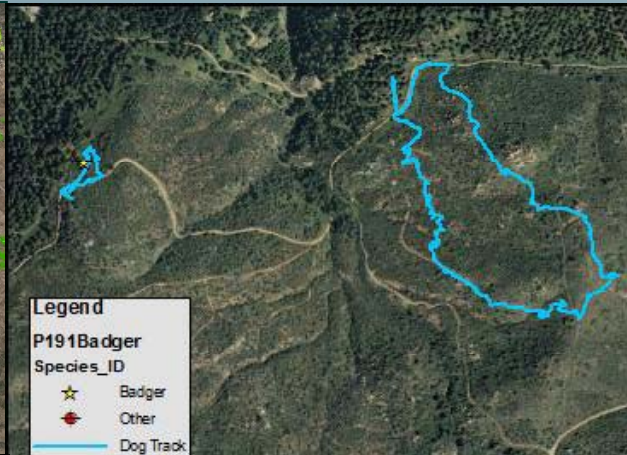 Legend
P191Badger
Species_ID
Badger
Other
Dog Track